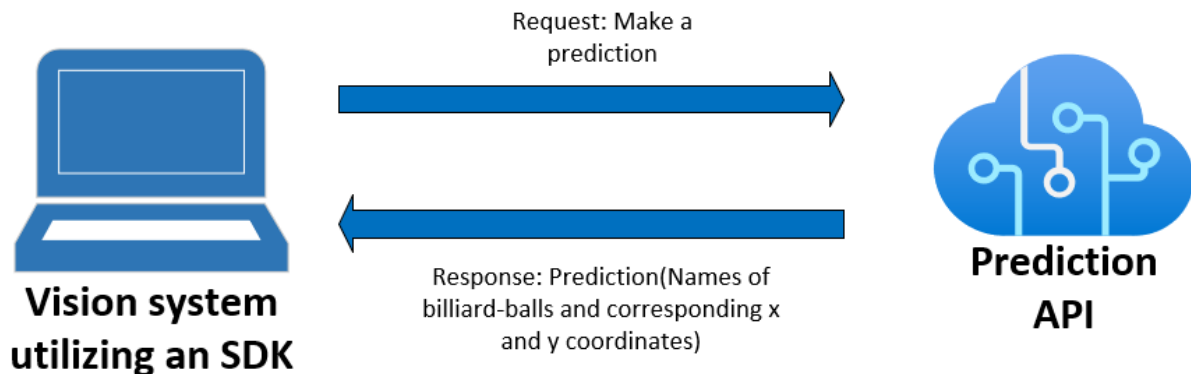 Request: Make a
prediction
Response: Prediction(Names of
billiard-balls and corresponding x
and y coordinates)
Vision system
utilizing an SDK
Prediction
API